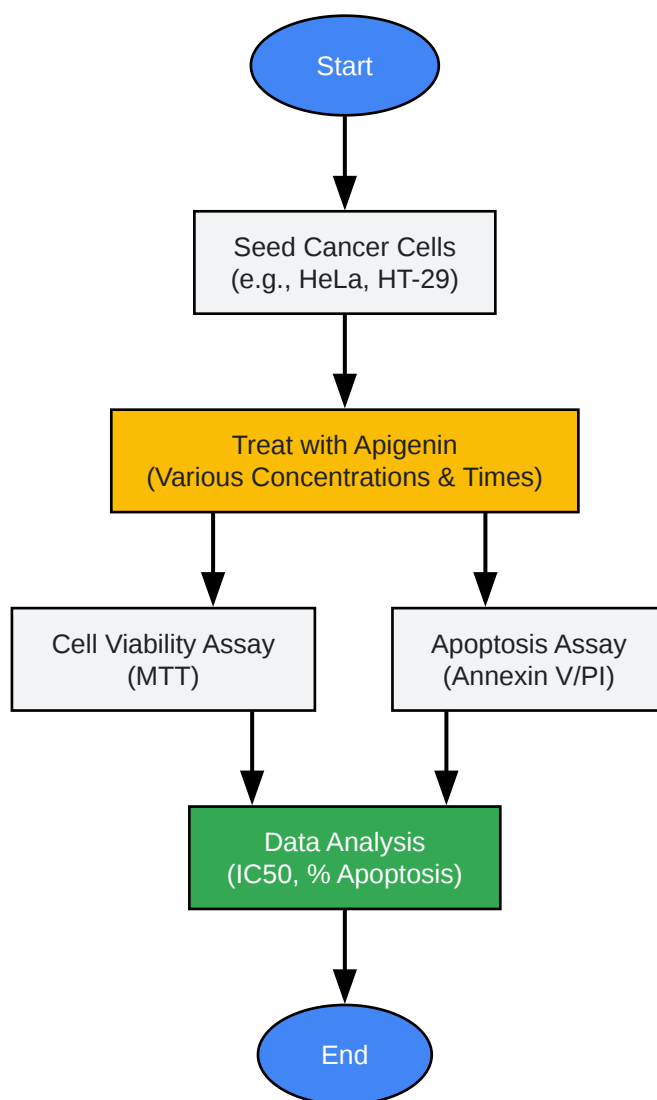 Start
Seed Cancer Cells
(e.g., HeLa, HT-29)
Treat with Apigenin
(Various Concentrations & Times)
Cell Viability Assay
(MTT)
Apoptosis Assay
(Annexin V/PI)
Data Analysis
(IC50, % Apoptosis)
End